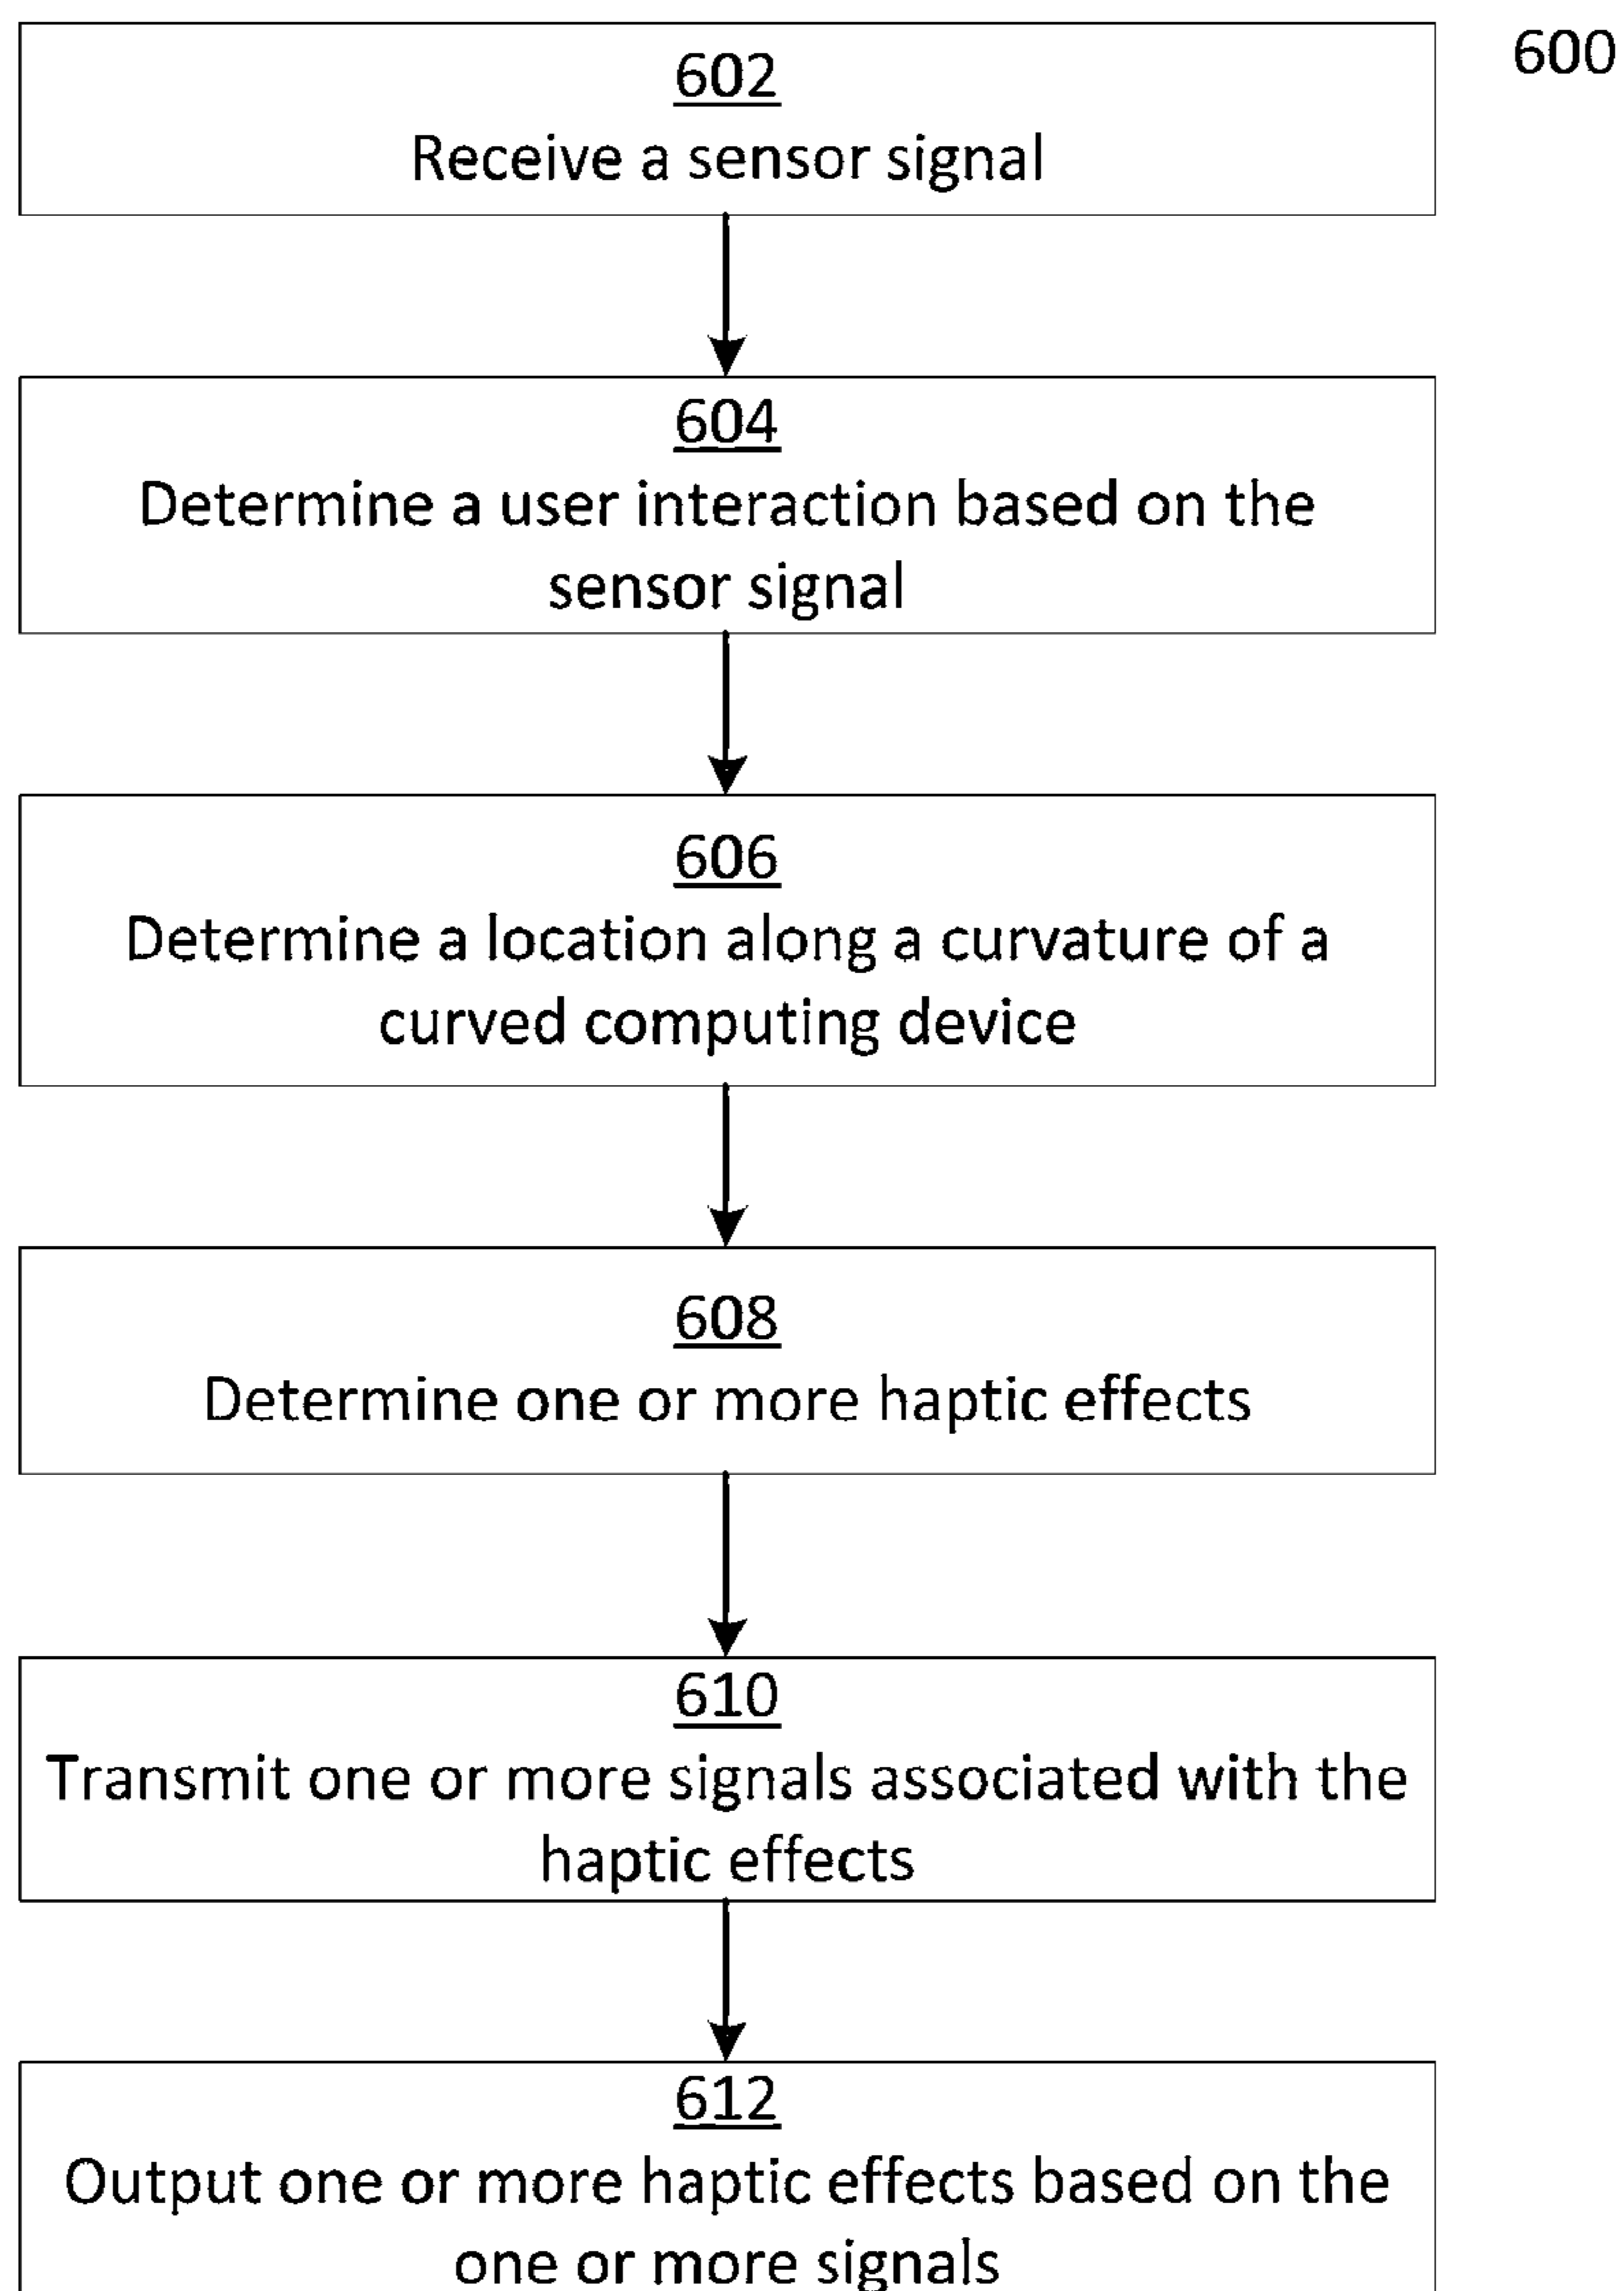 600
602
Receive a sensor signal
604
Determine a user interaction based on the
sensor signal
606
Determine a location along a curvature of a
curved computing device
608
Determine one or more haptic effects
610
Transmit one or more signals associated with the
haptic effects
612
Output one or more haptic effects based on the
one or more signals